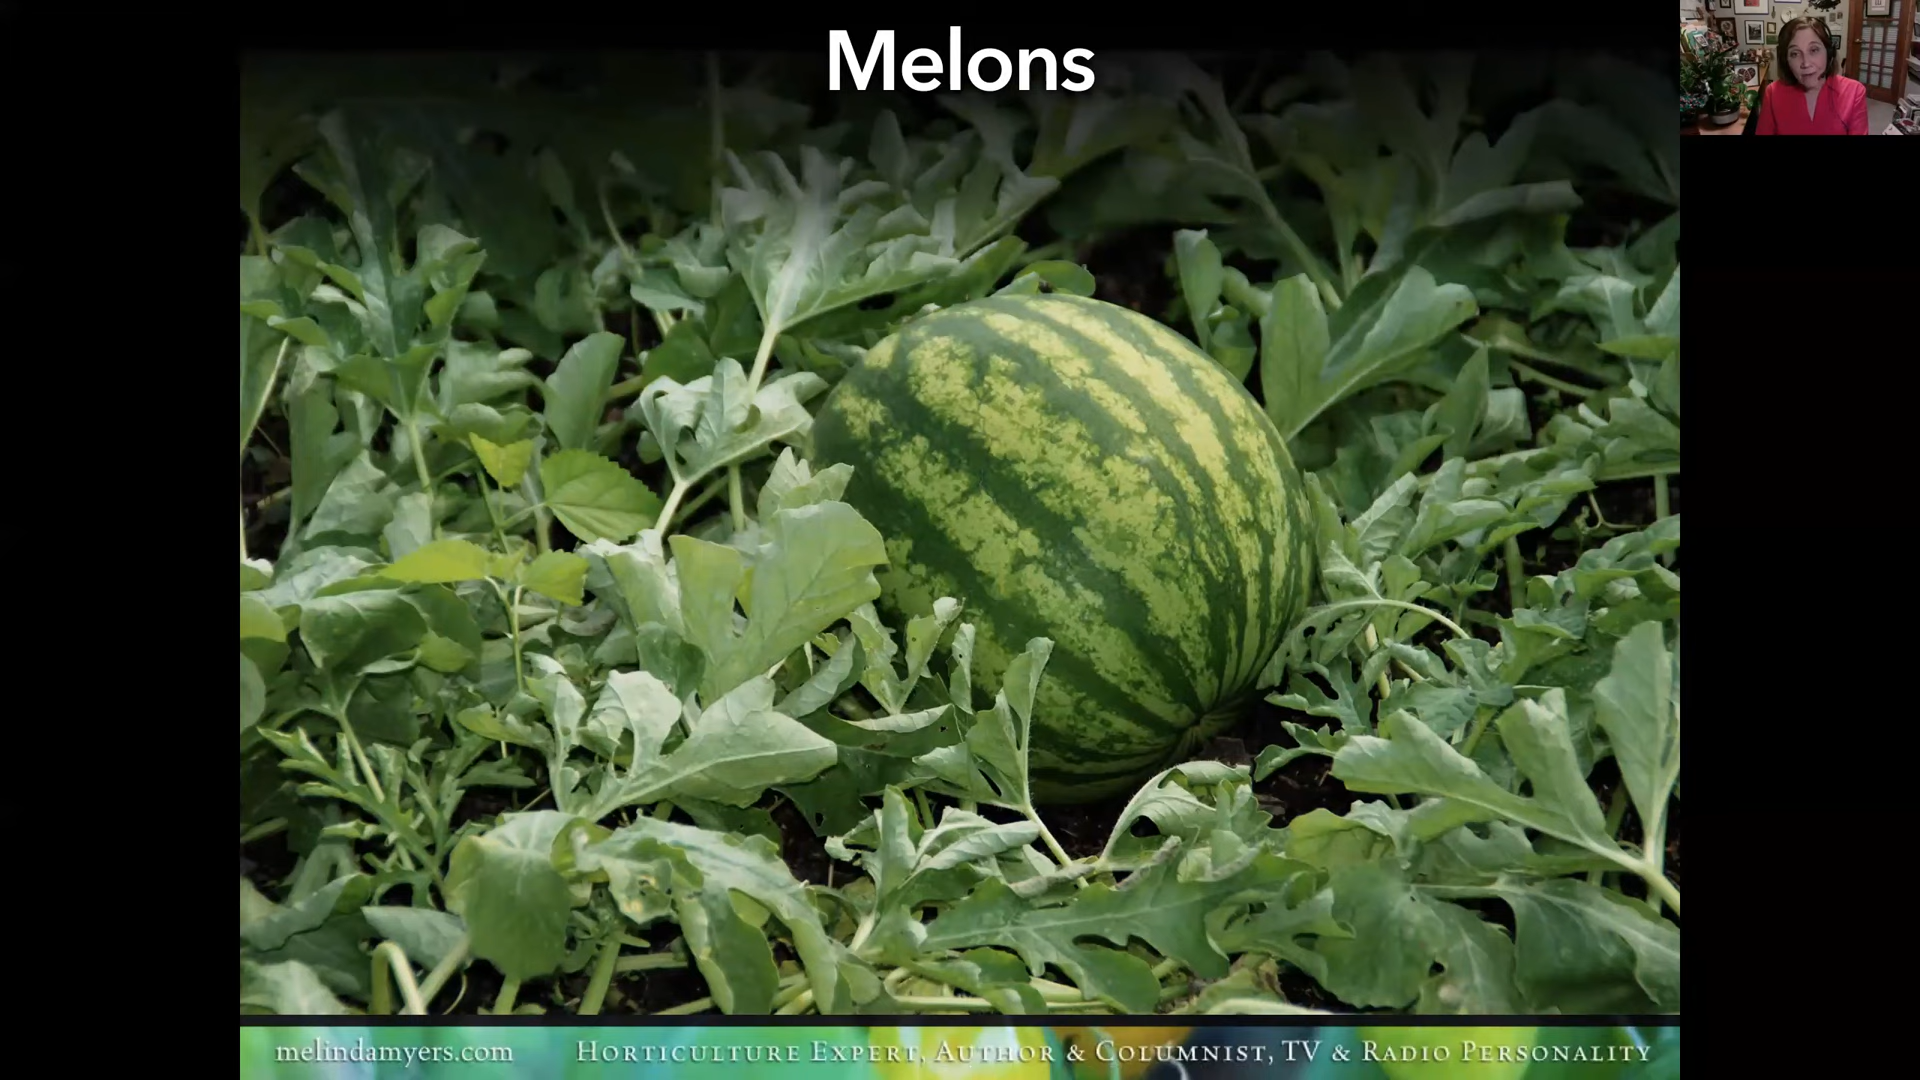 Melons
melindamyers.com
Horticulture Expert, Author & Columnist, TV & Radio Personality